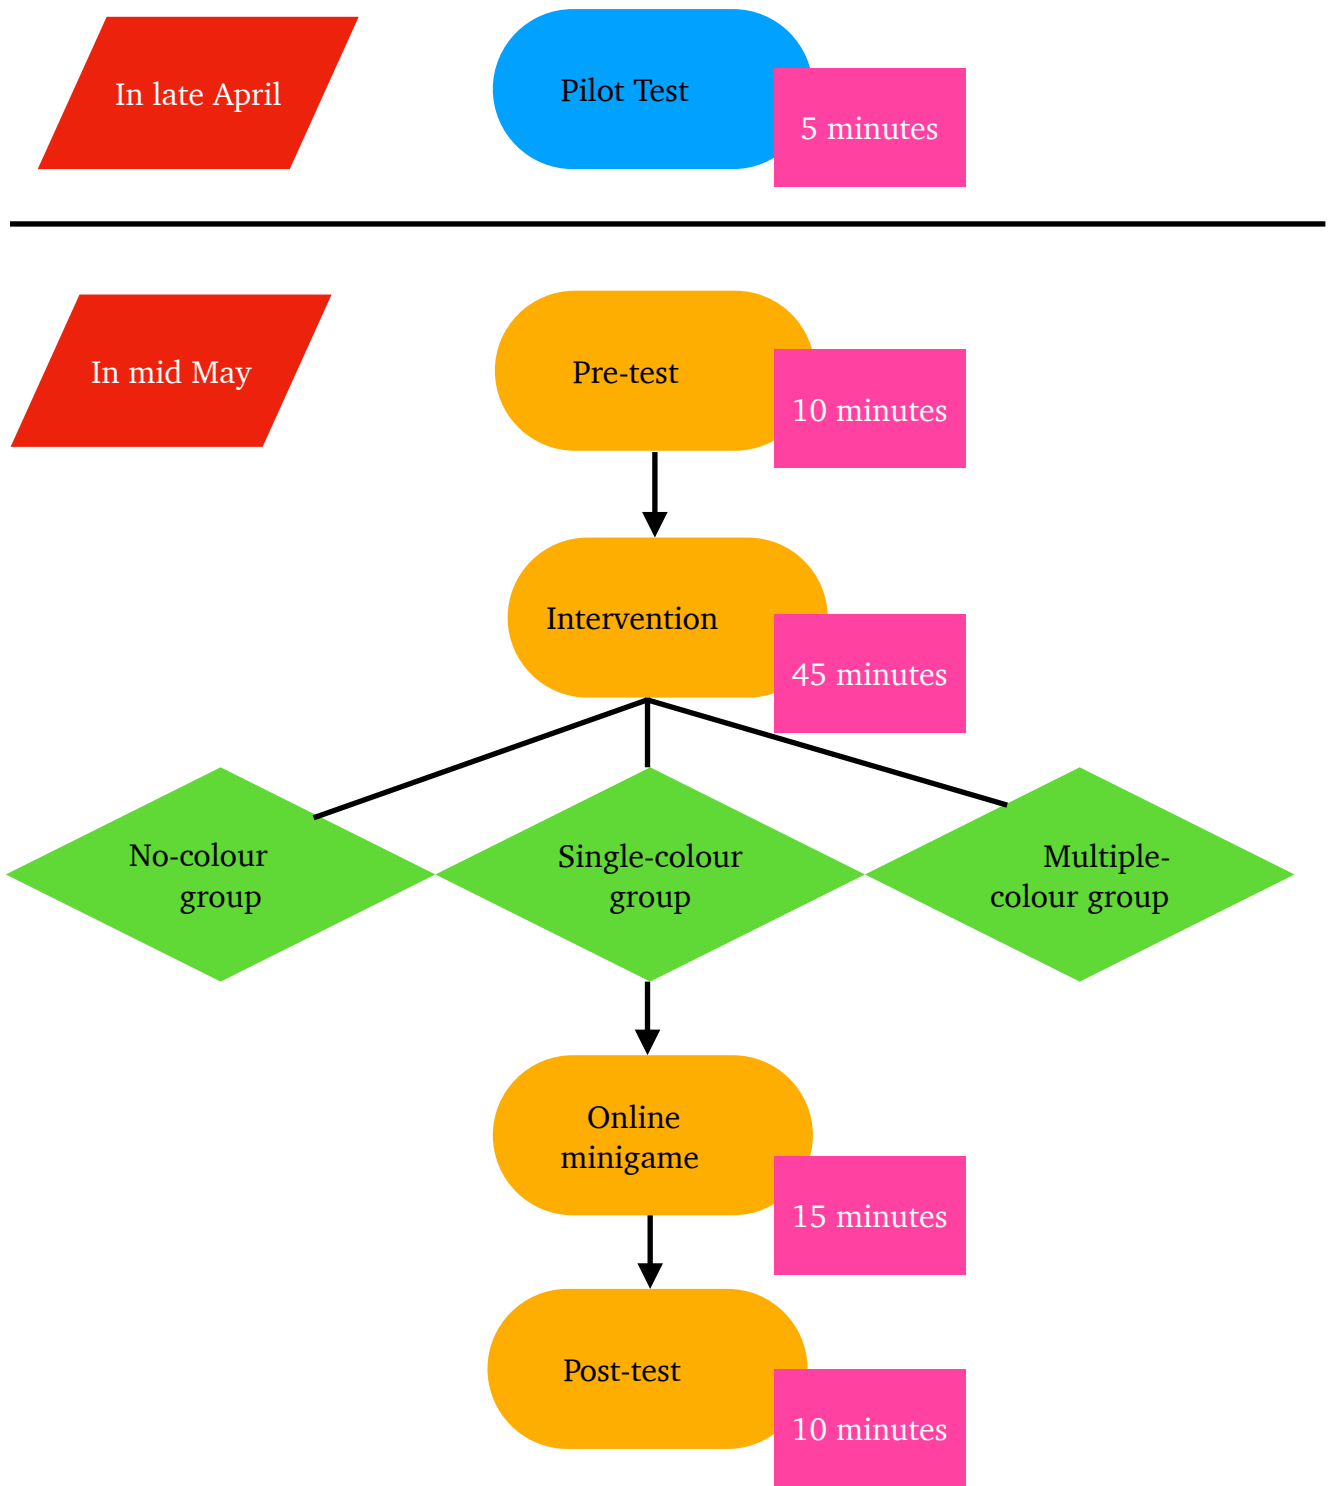 In late April
Pilot Test
5 minutes
In mid May
Pre-test
10 minutes
Intervention
45 minutes
No-colour
group
Single-colour
group
Multiple-
colour group
Online
minigame
15 minutes
Post-test
10 minutes